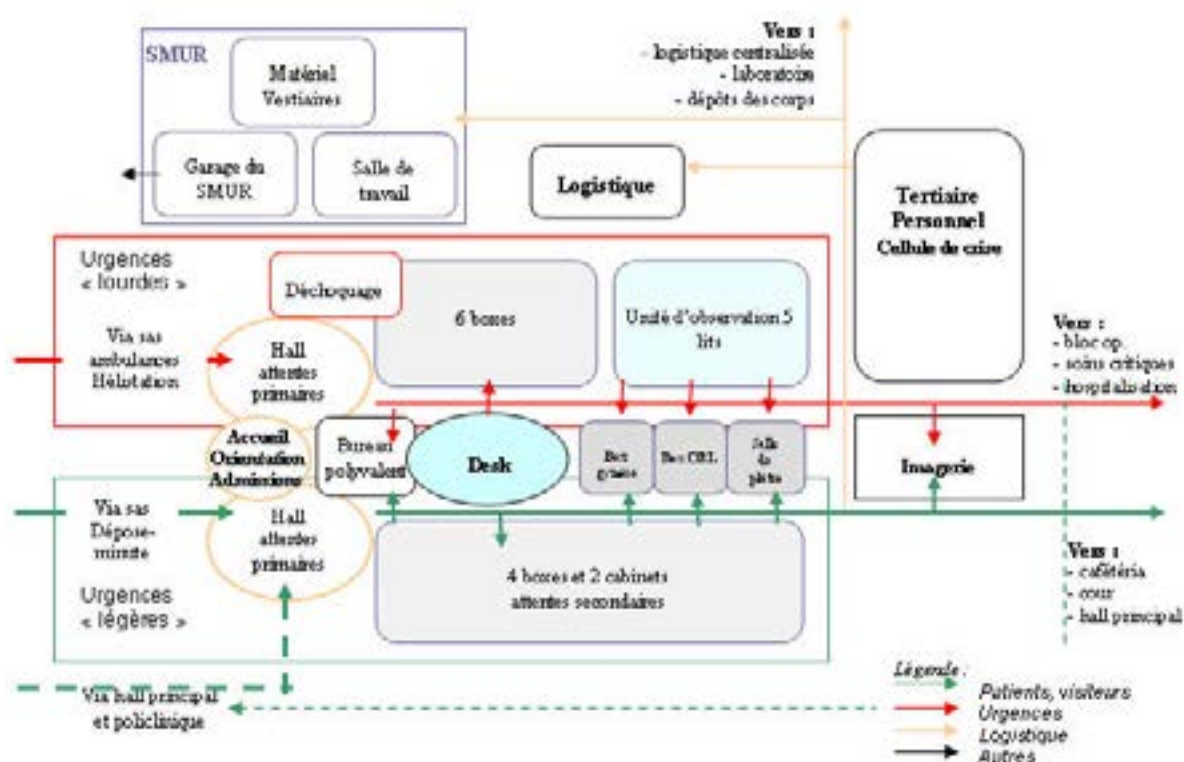 SMUR
Matériel
Vestiaires
Garage du
SMUR
Salle de
travail
Vers :
- logistique centralisée
- laboratoire
- dépôts des corps
Logistique
Tertiaire
Personnel
Cellule de crise
Urgences
« lourdes »
Déchoquage
6 boxes
Unité d'observation 5
lits
Via sas
ambulances
Hélistation
Hall
attentes
primaires
Vers :
- bloc op.
- soins critiques
- hospitalisation
Accueil
Orientation
Admissions
Bureau
polyvalent
Desk
Box
Box ORL
Salle
de
plâtre
Imagerie
Via sas
Dépose-
minute
Hall
attentes
primaires
Urgences
« légères »
4 boxes et 2 cabinets
attentes secondaires
Vers :
- cafétéria
- cour
- hall principal
Via hall principal
et policlinique
Légende :
Patients, visiteurs
Urgences
Logistique
Autres